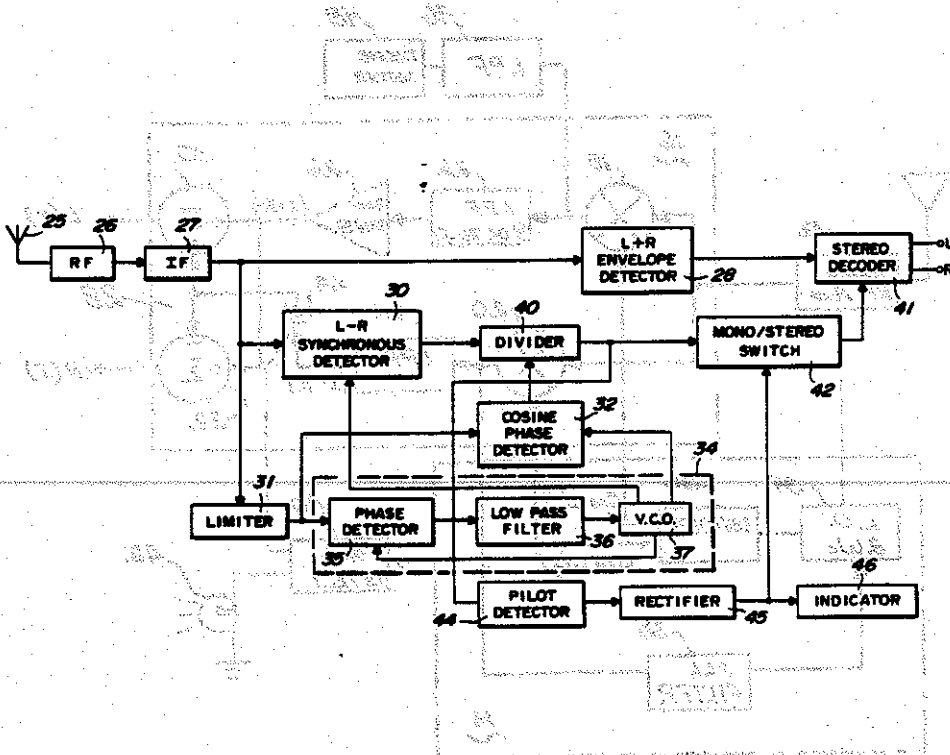 25
26
27
RF
IF
L+R
ENVELOPE
DETECTOR
28
STEREO
DECODER
L
R
41
30
L-R
SYNCHRONOUS
DETECTOR
40
DIVIDER
MONO/STEREO
SWITCH
42
COSINE
PHASE
DETECTOR
32
34
31
LIMITER
PHASE
DETECTOR
35
LOW PASS
FILTER
36
V.C.O.
37
PILOT
DETECTOR
44
RECTIFIER
45
46
INDICATOR